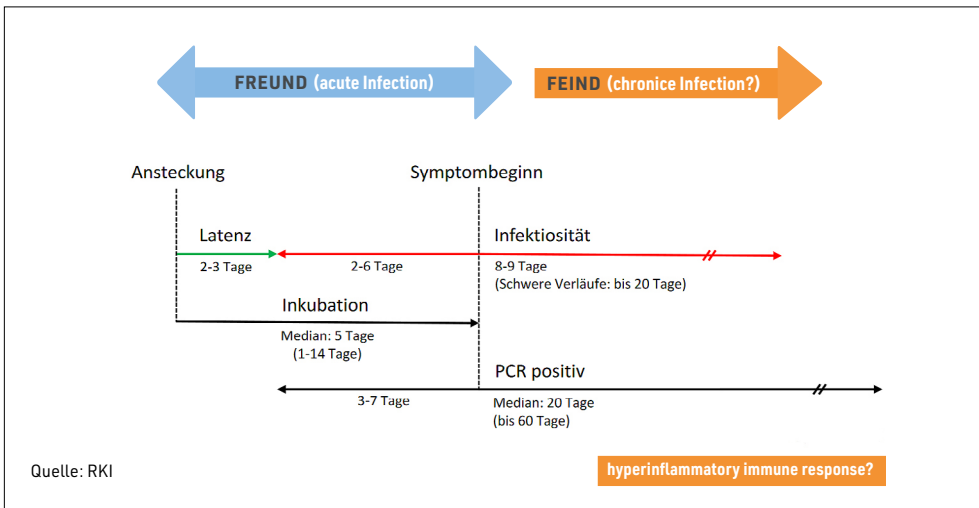 FREUND (acute Infection)
FEIND (chronice Infection?)
Ansteckung
Symptombeginn
Latenz
Infektiosität
2-3 Tage
2-6 Tage
8-9 Tage
(Schwere Verläufe: bis 20 Tage)
Inkubation
Median: 5 Tage
(1-14 Tage)
PCR positiv
3-7 Tage
Median: 20 Tage
(bis 60 Tage)
Quelle: RKI
hyperinflammatory immune response?